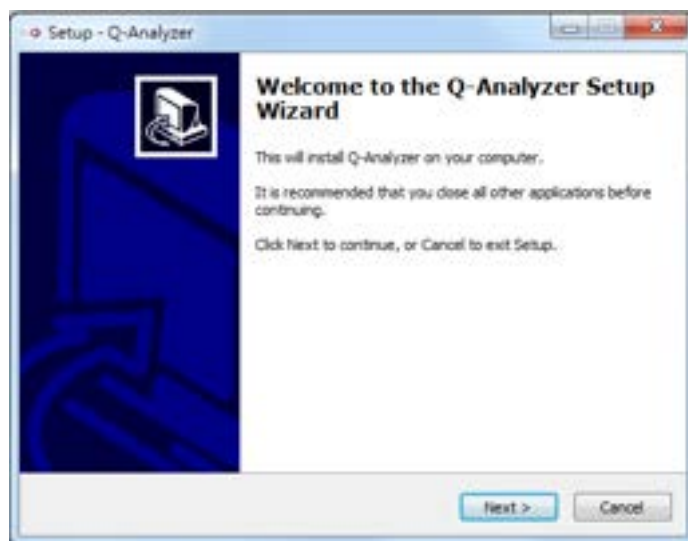 Setup - Q-Analyzer
Welcome to the Q-Analyzer Setup
Wizard
This will install Q-Analyzer on your computer.
It is recommended that you close all other applications before
continuing.
Click Next to continue, or Cancel to exit Setup.
Next >
Cancel